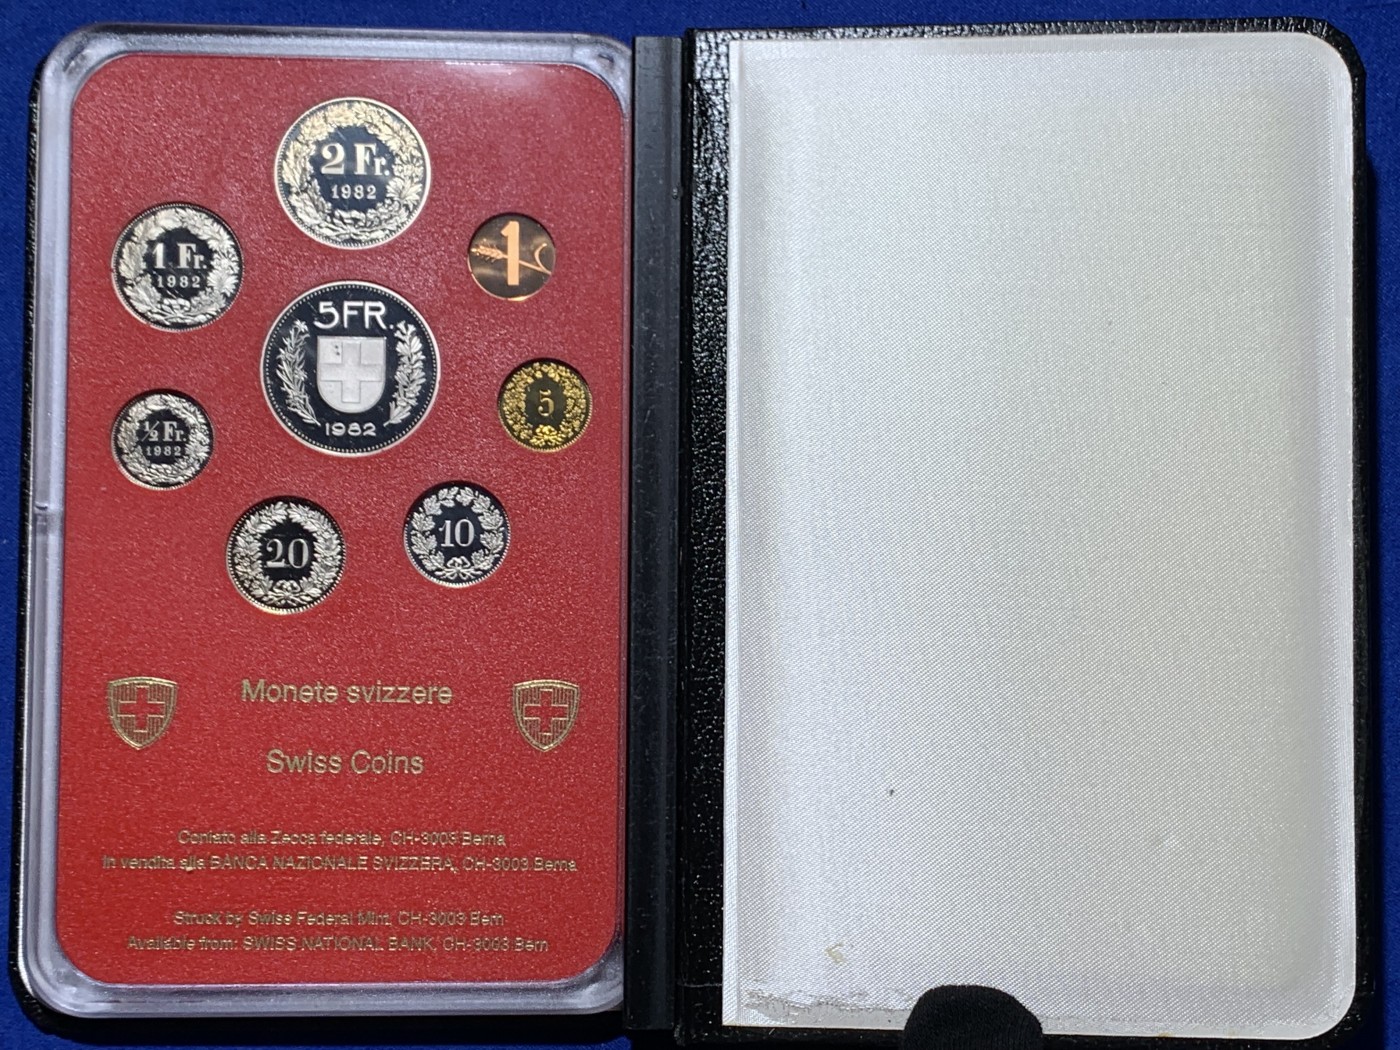 2 Fr.
1982
1 Fr.
1982
1
5 FR.
1982
5
½ Fr.
1982
20
10
Monete svizzere
Swiss Coins
Coniato alla Zecca federale, CH-3003 Berna
In vendita alla BANCA NAZIONALE SVIZZERA, CH-3003 Berna
Struck by Swiss Federal Mint, CH-3003 Bern
Available from: SWISS NATIONAL BANK, CH-3003 Bern